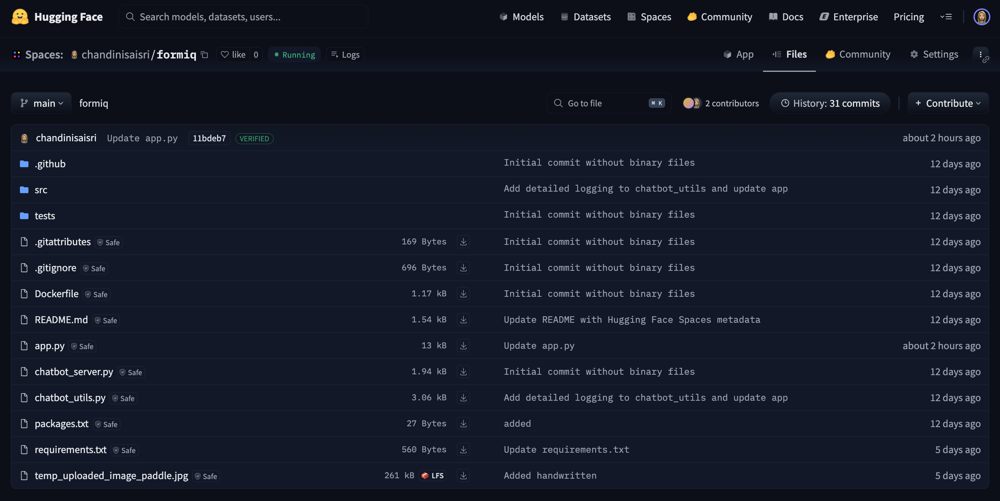 Hugging Face Search models, datasets, users... Models Datasets Spaces Community Docs Enterprise Pricing
Spaces: chandinisaisri/formiq like 0 Running Logs App Files Community Settings
main formiq Go to file ⌘ K 2 contributors History: 31 commits + Contribute
chandinisaisri Update app.py 11bdeb7 VERIFIED about 2 hours ago
.github Initial commit without binary files 12 days ago
src Add detailed logging to chatbot_utils and update app 12 days ago
tests Initial commit without binary files 12 days ago
.gitattributes Safe 169 Bytes Initial commit without binary files 12 days ago
.gitignore Safe 696 Bytes Initial commit without binary files 12 days ago
Dockerfile Safe 1.17 kB Initial commit without binary files 12 days ago
README.md Safe 1.54 kB Update README with Hugging Face Spaces metadata 12 days ago
app.py Safe 13 kB Update app.py about 2 hours ago
chatbot_server.py Safe 1.94 kB Initial commit without binary files 12 days ago
chatbot_utils.py Safe 3.06 kB Add detailed logging to chatbot_utils and update app 12 days ago
packages.txt Safe 27 Bytes added 12 days ago
requirements.txt Safe 560 Bytes Update requirements.txt 5 days ago
temp_uploaded_image_paddle.jpg Safe 261 kB LFS Added handwritten 5 days ago